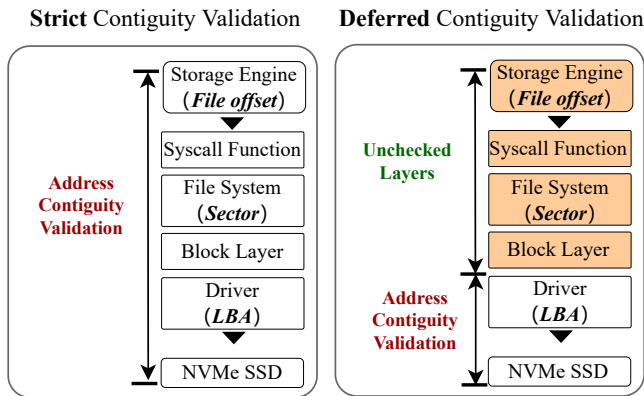 Strict Contiguity Validation
Storage Engine
(File offset)
Syscall Function
File System
(Sector)
Block Layer
Driver
(LBA)
NVMe SSD
Address
Contiguity
Validation
Deferred Contiguity Validation
Storage Engine
(File offset)
Syscall Function
File System
(Sector)
Block Layer
Driver
(LBA)
NVMe SSD
Unchecked
Layers
Address
Contiguity
Validation